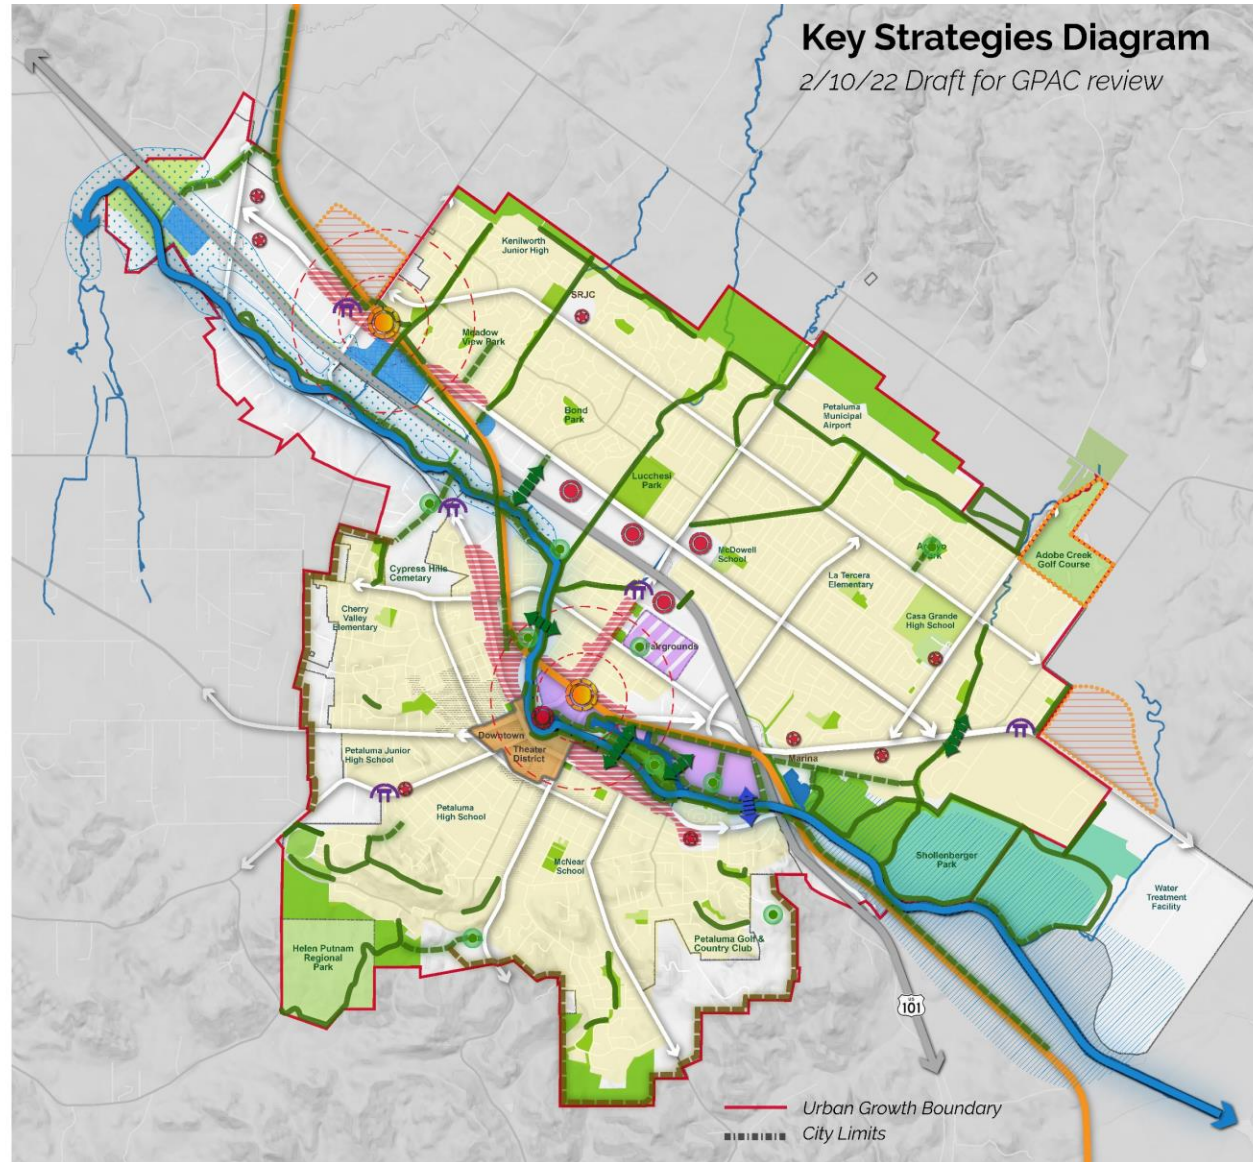 Key Strategies Diagram
2/10/22 Draft for GPAC review
Kenilworth
Junior High
SRJC
Meadow
View Park
Bond
Park
Petaluma
Municipal
Airport
Lucchesi
Park
McDowell
School
Park
Adobe Creek
Golf Course
La Tercera
Elementary
Casa Grande
High School
Cypress Hills
Cemetary
Cherry
Valley
Elementary
Fairgrounds
Downtown
Theater
District
Marina
Petaluma Junior
High School
Petaluma
High School
McNear
School
Shollenberger
Park
Water
Treatment
Facility
Helen Putnam
Regional
Park
Petaluma Golf &
Country Club
US
101
Urban Growth Boundary
City Limits